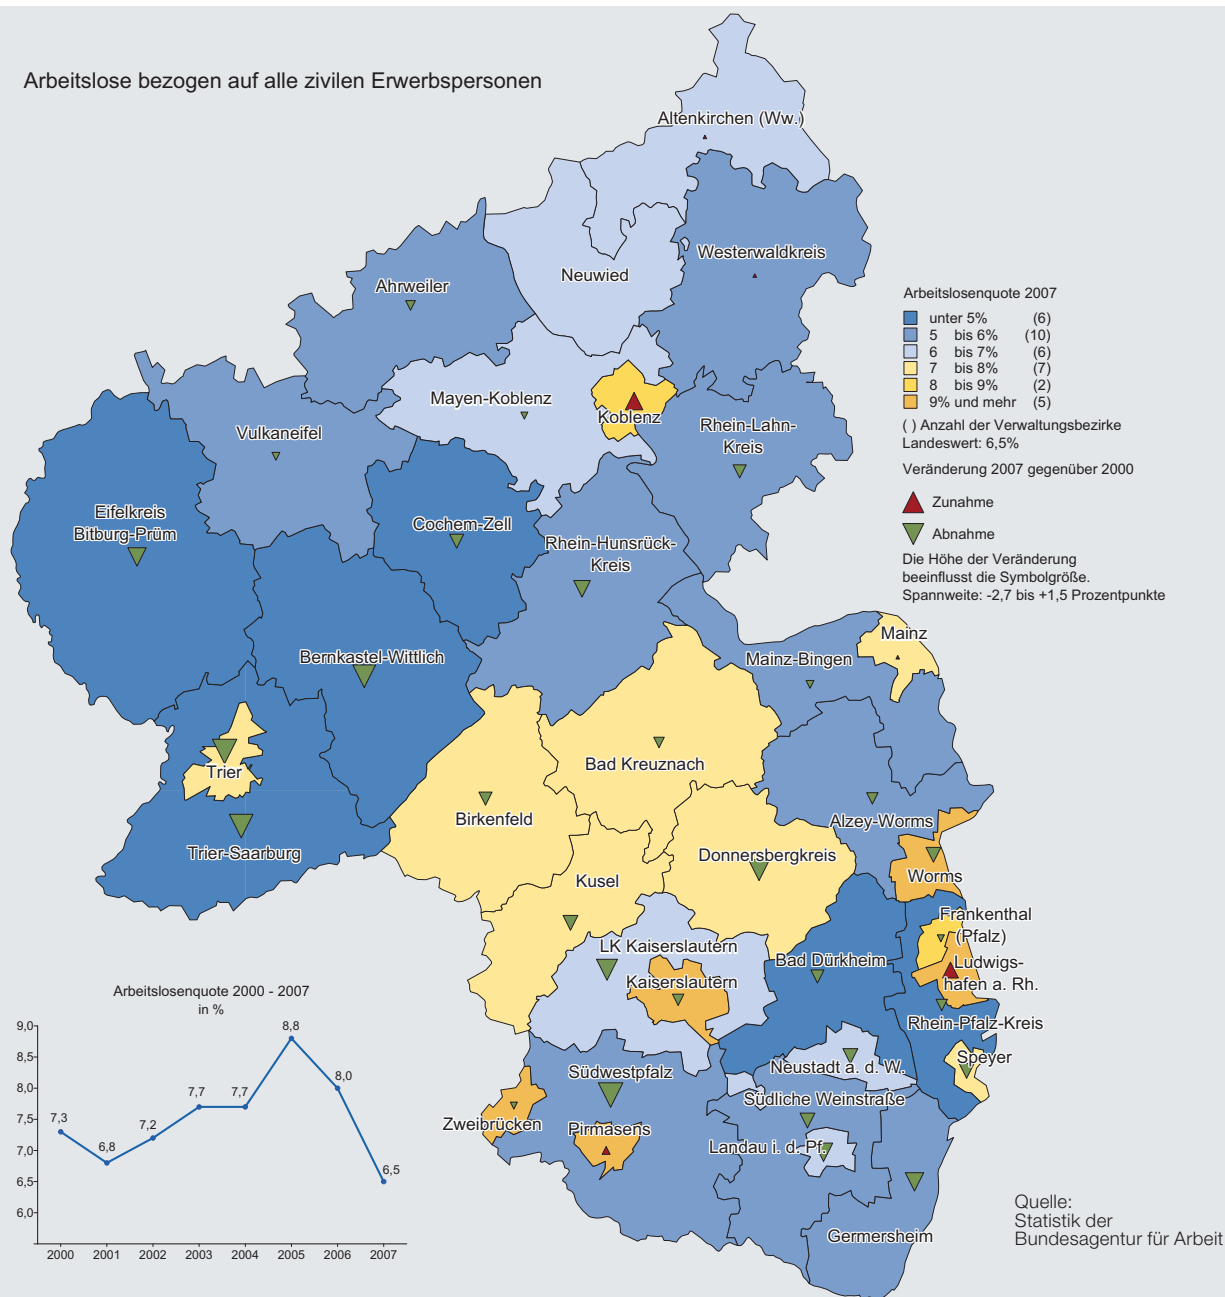 Arbeitslose bezogen auf alle zivilen Erwerbspersonen
Altenkirchen (Ww.)
Westerwaldkreis
Neuwied
Ahrweiler
Arbeitslosenquote 2007
unter 5% (6)
5 bis 6% (10)
6 bis 7% (6)
7 bis 8% (7)
8 bis 9% (2)
9% und mehr (5)
( ) Anzahl der Verwaltungsbezirke
Landeswert: 6,5%
Veränderung 2007 gegenüber 2000
Zunahme
Abnahme
Die Höhe der Veränderung
beeinflusst die Symbolgröße.
Spannweite: -2,7 bis +1,5 Prozentpunkte
Mayen-Koblenz
Koblenz
Rhein-Lahn-
Kreis
Vulkaneifel
Eifelkreis
Bitburg-Prüm
Cochem-Zell
Rhein-Hunsrück-
Kreis
Bernkastel-Wittlich
Mainz
Mainz-Bingen
Trier
Bad Kreuznach
Birkenfeld
Alzey-Worms
Trier-Saarburg
Donnersbergkreis
Kusel
Worms
Frankenthal
(Pfalz)
LK Kaiserslautern
Kaiserslautern
Bad Dürkheim
Ludwigs-
hafen a. Rh.
Rhein-Pfalz-Kreis
Speyer
Neustadt a. d. W.
Südwestpfalz
Südliche Weinstraße
Zweibrücken
Pirmasens
Landau i. d. Pf.
Germersheim
Arbeitslosenquote 2000 - 2007
in %
9,0
8,5
8,0
7,5
7,0
6,5
6,0
7,3
6,8
7,2
7,7
7,7
8,8
8,0
6,5
2000 2001 2002 2003 2004 2005 2006 2007
Quelle:
Statistik der
Bundesagentur für Arbeit